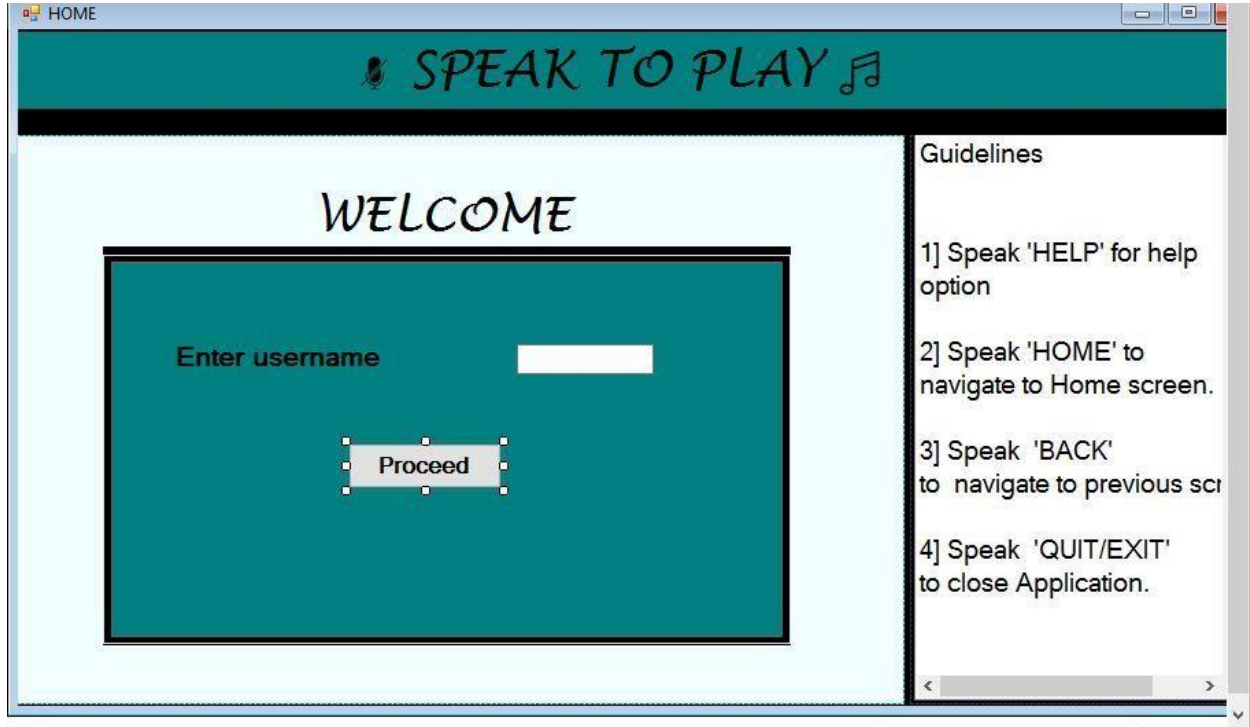 HOME
SPEAK TO PLAY
WELCOME
Enter username
Proceed
Guidelines
1] Speak 'HELP' for help
option
2] Speak 'HOME' to
navigate to Home screen.
3] Speak 'BACK'
to navigate to previous scr
4] Speak 'QUIT/EXIT'
to close Application.